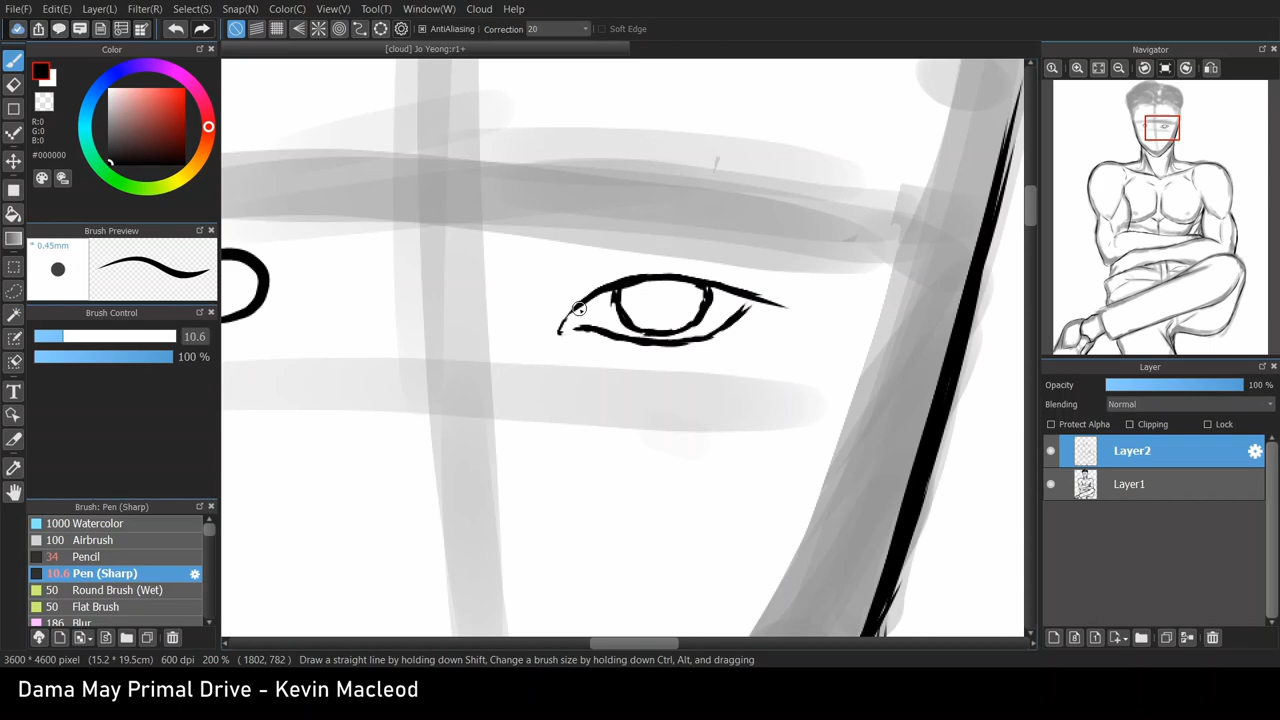 File(F) Edit(E) Layer(L) Filter(R) Select(S) Snap(N) Color(C) View(V) Tool(T) Window(W) Cloud Help
AntiAliasing Correction 20 Soft Edge
Color
[cloud] Jo Yeong:r1+
Navigator
R:0
G:0
B:0
#000000
Brush Preview
* 0.45mm
Brush Control
10.6
100 %
Layer
Opacity 100 %
Blending Normal
Protect Alpha Clipping Lock
Layer2
Layer1
Brush: Pen (Sharp)
1000 Watercolor
100 Airbrush
34 Pencil
10.6 Pen (Sharp)
50 Round Brush (Wet)
50 Flat Brush
186 Blur
3600 * 4600 pixel (15.2 * 19.5cm) 600 dpi 200 % ( 1802, 782 ) Draw a straight line by holding down Shift, Change a brush size by holding down Ctrl, Alt, and dragging
Dama May Primal Drive - Kevin Macleod